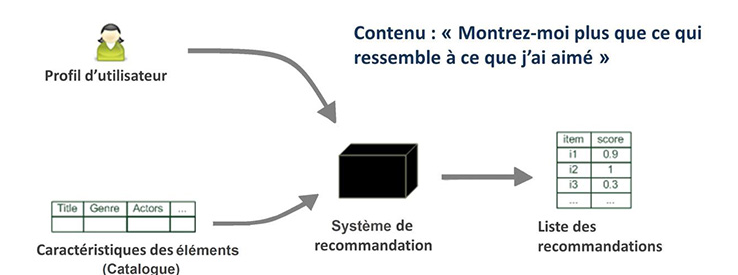 Contenu : « Montrez-moi plus que ce qui
ressemble à ce que j'ai aimé »
Profil d'utilisateur
Title Genre Actors ...
Caractéristiques des éléments
(Catalogue)
Système de
recommandation
item score
i1 0.9
i2 1
i3 0.3
... ...
Liste des
recommandations